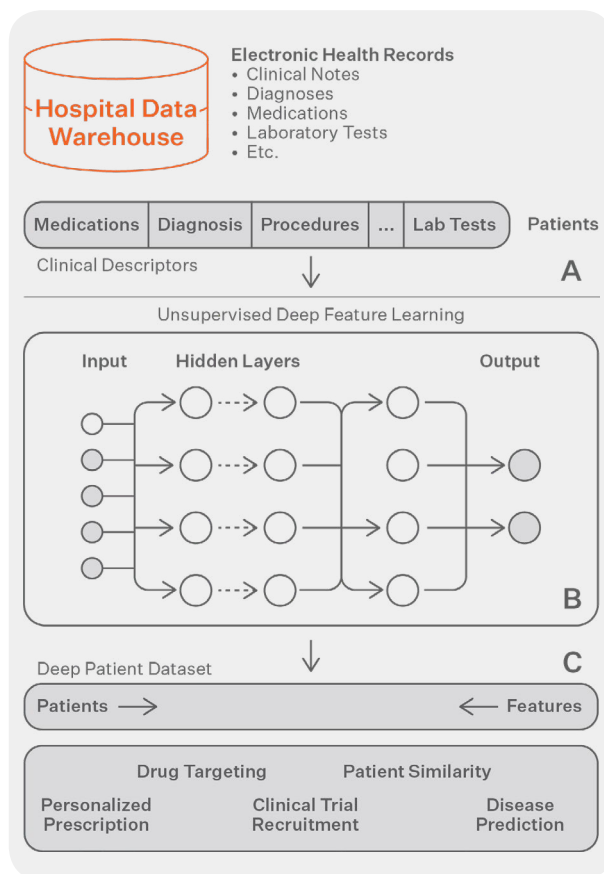 Hospital Data
Warehouse
Electronic Health Records
• Clinical Notes
• Diagnoses
• Medications
• Laboratory Tests
• Etc.
Medications Diagnosis Procedures ... Lab Tests Patients
Clinical Descriptors
A
Unsupervised Deep Feature Learning
Input Hidden Layers Output
B
C
Deep Patient Dataset
Patients Features
Drug Targeting Patient Similarity
Personalized
Prescription
Clinical Trial
Recruitment
Disease
Prediction